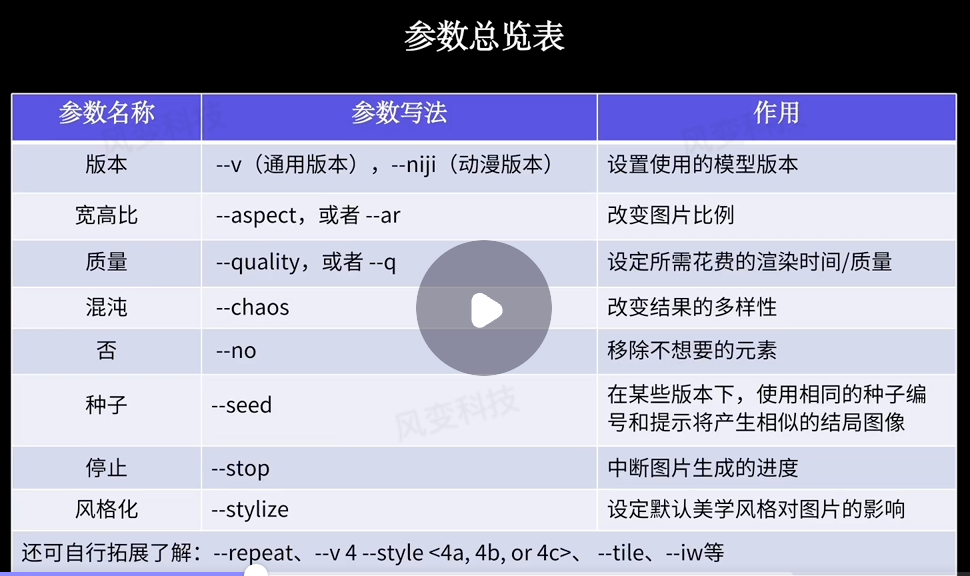 参数总览表
参数名称 参数写法 作用
版本 --v（通用版本），--niji（动漫版本） 设置使用的模型版本
宽高比 --aspect，或者 --ar 改变图片比例
质量 --quality，或者 --q 设定所需花费的渲染时间/质量
混沌 --chaos 改变结果的多样性
否 --no 移除不想要的元素
种子 --seed 在某些版本下，使用相同的种子编
号和提示将产生相似的结局图像
停止 --stop 中断图片生成的进度
风格化 --stylize 设定默认美学风格对图片的影响
还可自行拓展了解：--repeat、--v 4 --style <4a, 4b, or 4c>、 --tile、--iw等
风变科技
风变科技
风变科技